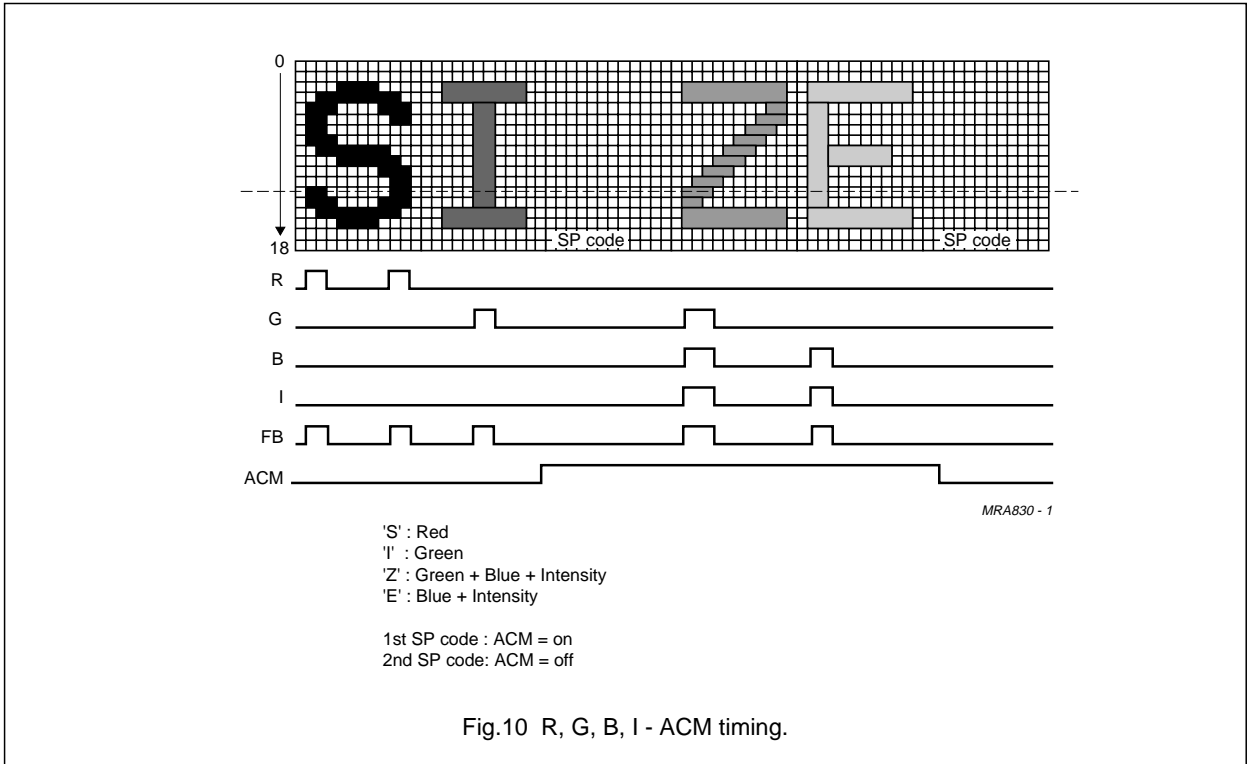 0
18
SP code SP code
R
G
B
I
FB
ACM
MRA830 - 1
'S' : Red
'I' : Green
'Z' : Green + Blue + Intensity
'E' : Blue + Intensity
1st SP code : ACM = on
2nd SP code: ACM = off
Fig.10 R, G, B, I - ACM timing.